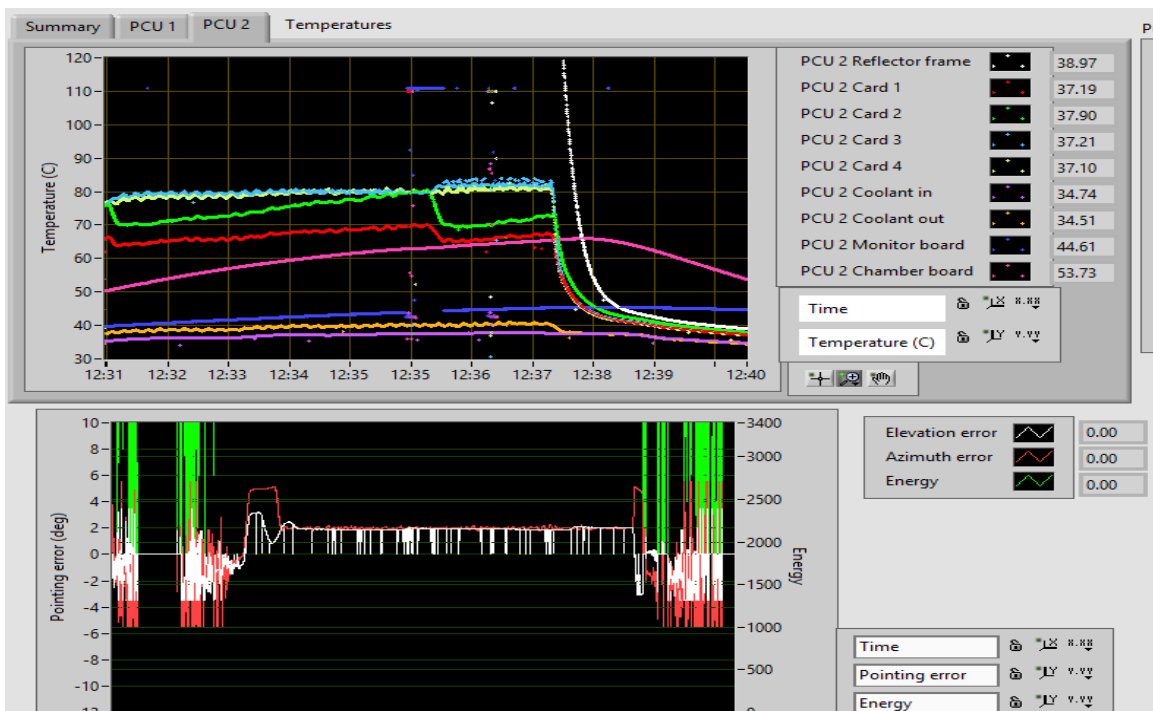 Summary PCU 1 PCU 2 Temperatures
120
110
100
90
80
70
60
50
40
30
Temperature (C)
12:31 12:32 12:33 12:34 12:35 12:35 12:36 12:37 12:38 12:39 12:40
PCU 2 Reflector frame 38.97
PCU 2 Card 1 37.19
PCU 2 Card 2 37.90
PCU 2 Card 3 37.21
PCU 2 Card 4 37.10
PCU 2 Coolant in 34.74
PCU 2 Coolant out 34.51
PCU 2 Monitor board 44.61
PCU 2 Chamber board 53.73
Time
Temperature (C)
10
8
6
4
2
0
-2
-4
-6
-8
-10
Pointing error (deg)
3400
3000
2500
2000
1500
1000
500
Energy
Elevation error 0.00
Azimuth error 0.00
Energy 0.00
Time
Pointing error
Energy